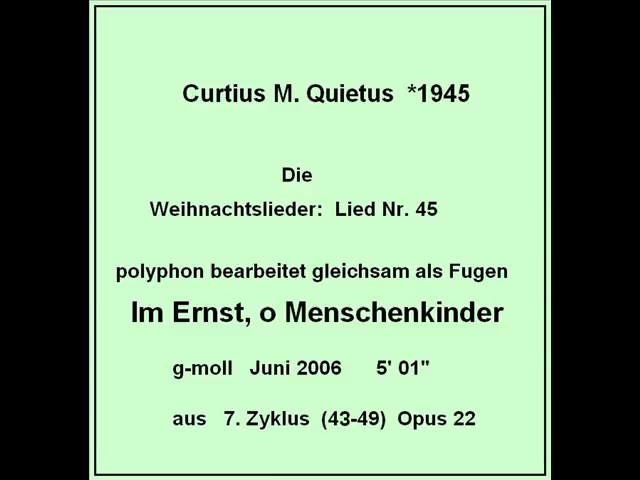 Curtius M. Quietus *1945
Die
Weihnachtslieder: Lied Nr. 45
polyphon bearbeitet gleichsam als Fugen
Im Ernst, o Menschenkinder
g-moll Juni 2006 5' 01"
aus 7. Zyklus (43-49) Opus 22